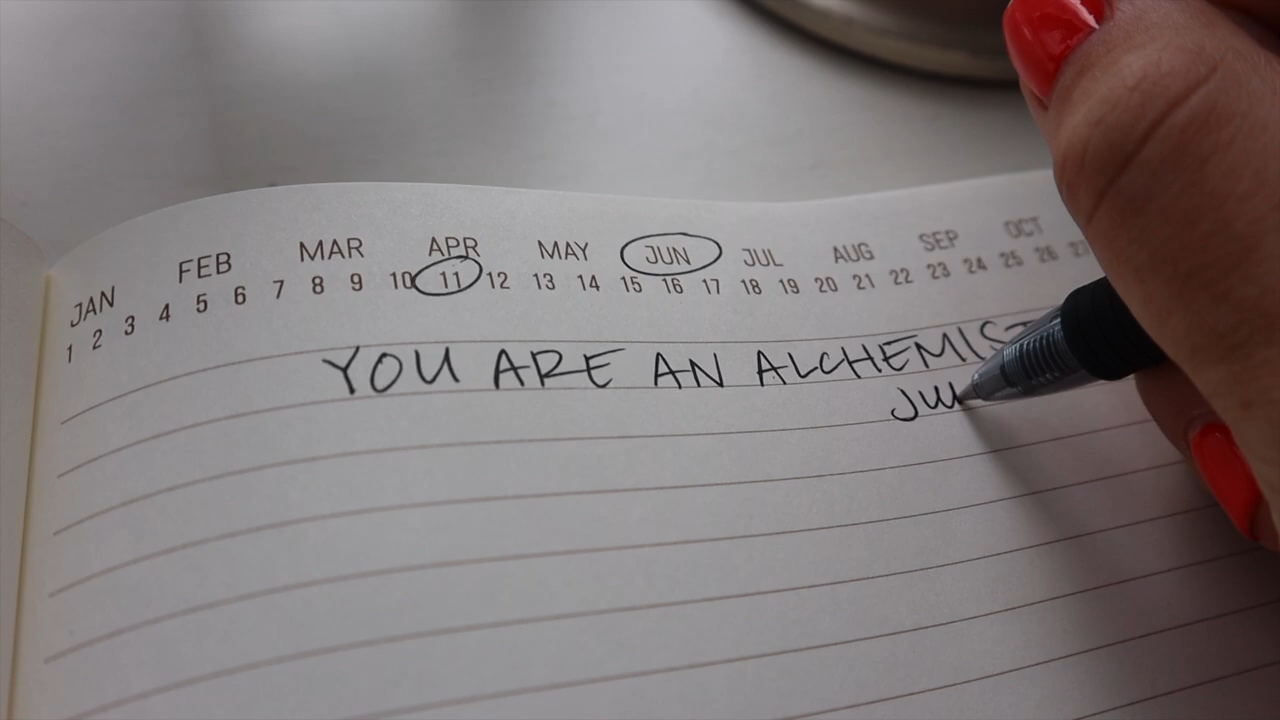 JAN FEB MAR APR MAY JUN JUL AUG SEP OCT
1 2 3 4 5 6 7 8 9 10 11 12 13 14 15 16 17 18 19 20 21 22 23 24 25 26
YOU ARE AN ALCHEMIST